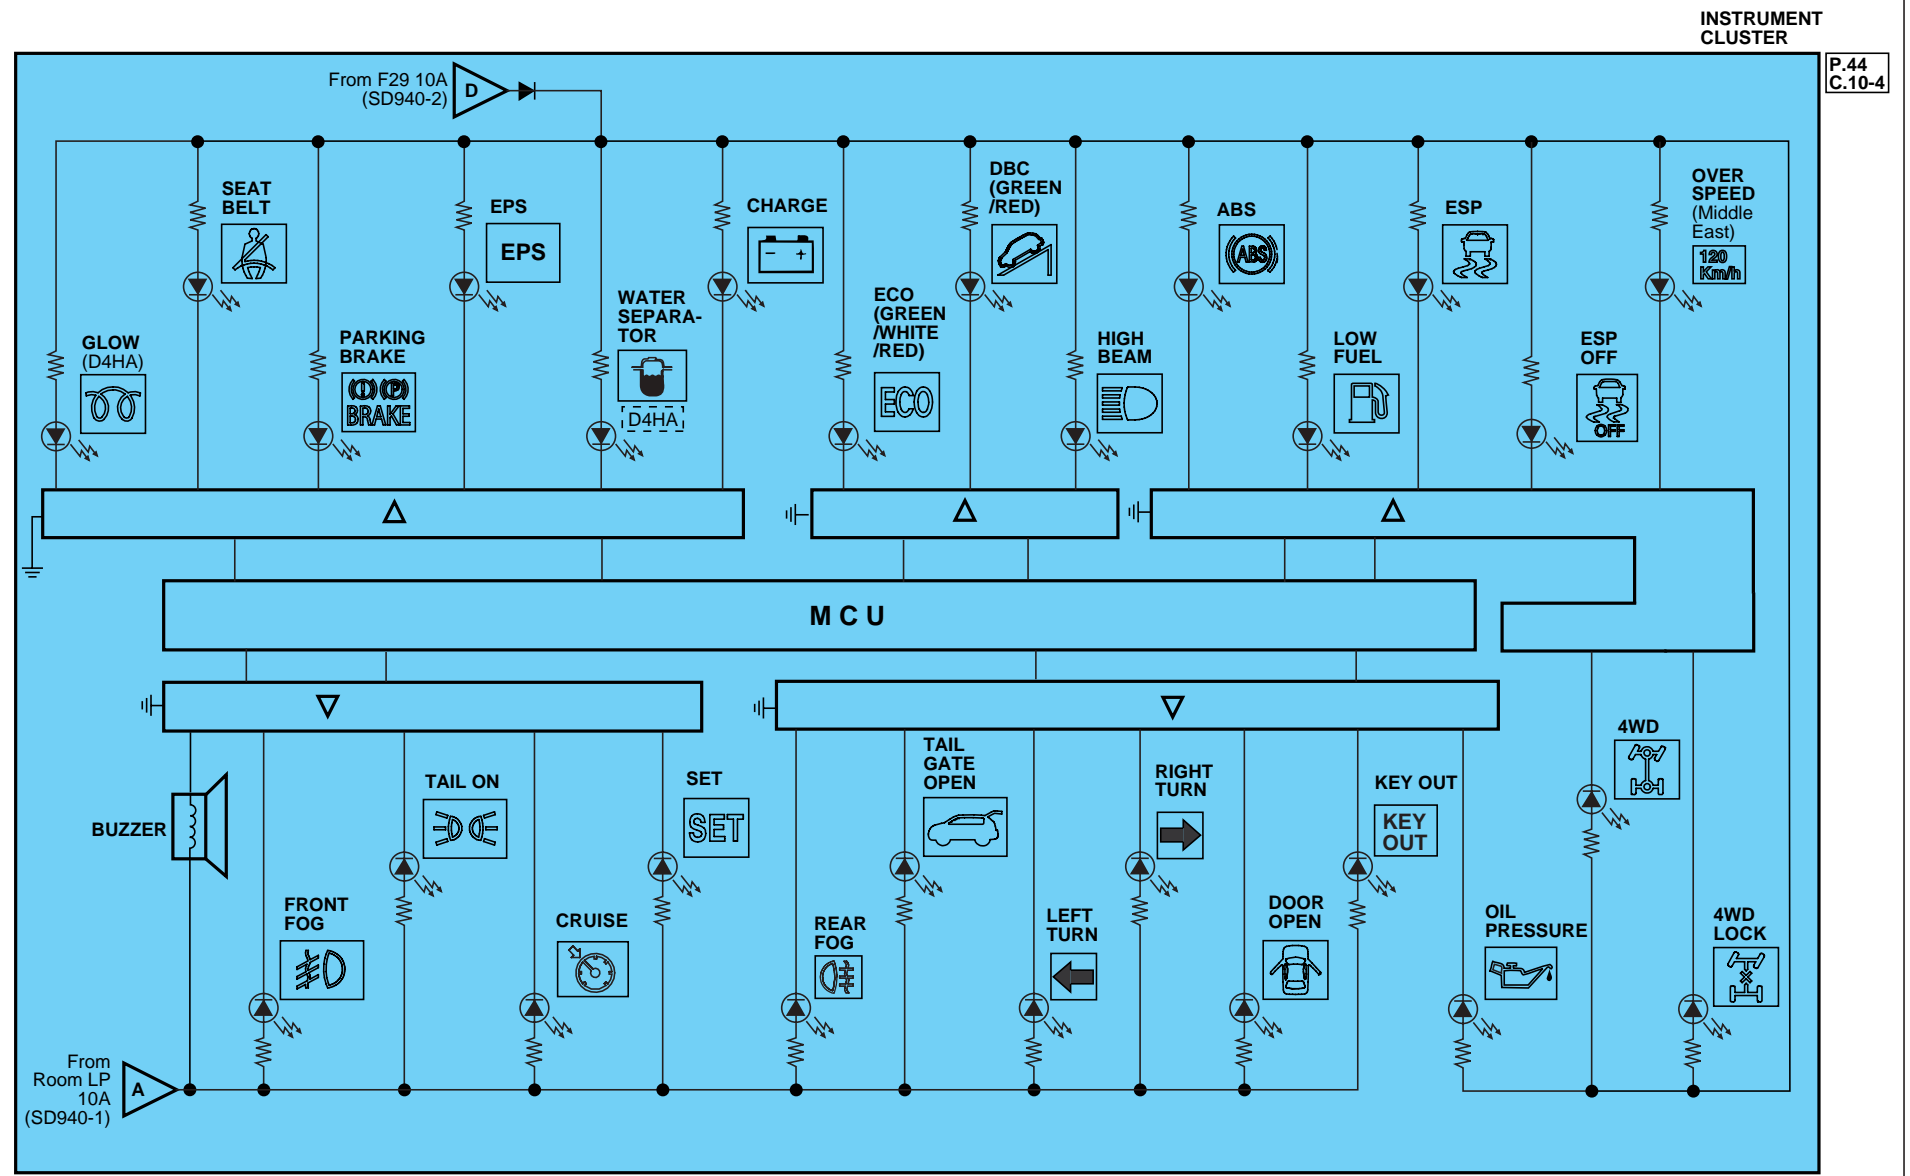 INSTRUMENT
CLUSTER
P.44
C.10-4
From F29 10A
(SD940-2)
D
GLOW
(D4HA)
SEAT
BELT
PARKING
BRAKE
(!) (P)
BRAKE
EPS
EPS
WATER
SEPARA-
TOR
D4HA
CHARGE
- +
ECO
(GREEN
/WHITE
/RED)
ECO
DBC
(GREEN
/RED)
HIGH
BEAM
ABS
ABS
LOW
FUEL
ESP
ESP
OFF
OFF
OVER
SPEED
(Middle
East)
120
Km/h
M C U
BUZZER
FRONT
FOG
TAIL ON
CRUISE
SET
SET
REAR
FOG
TAIL
GATE
OPEN
LEFT
TURN
RIGHT
TURN
DOOR
OPEN
KEY OUT
KEY
OUT
OIL
PRESSURE
4WD
4WD
LOCK
From
Room LP
10A
(SD940-1)
A